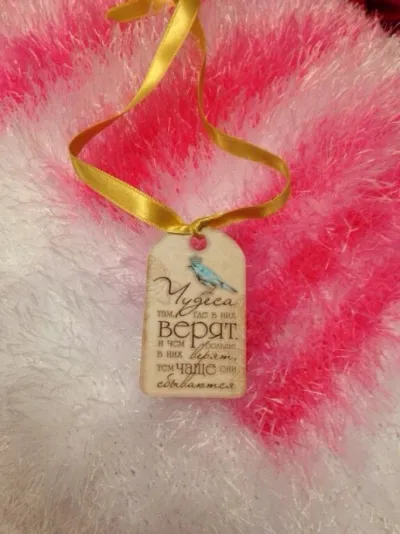 Чудеса
там, где в них
верят.
и чем больше
в них верят,
тем чаще они
сбываются